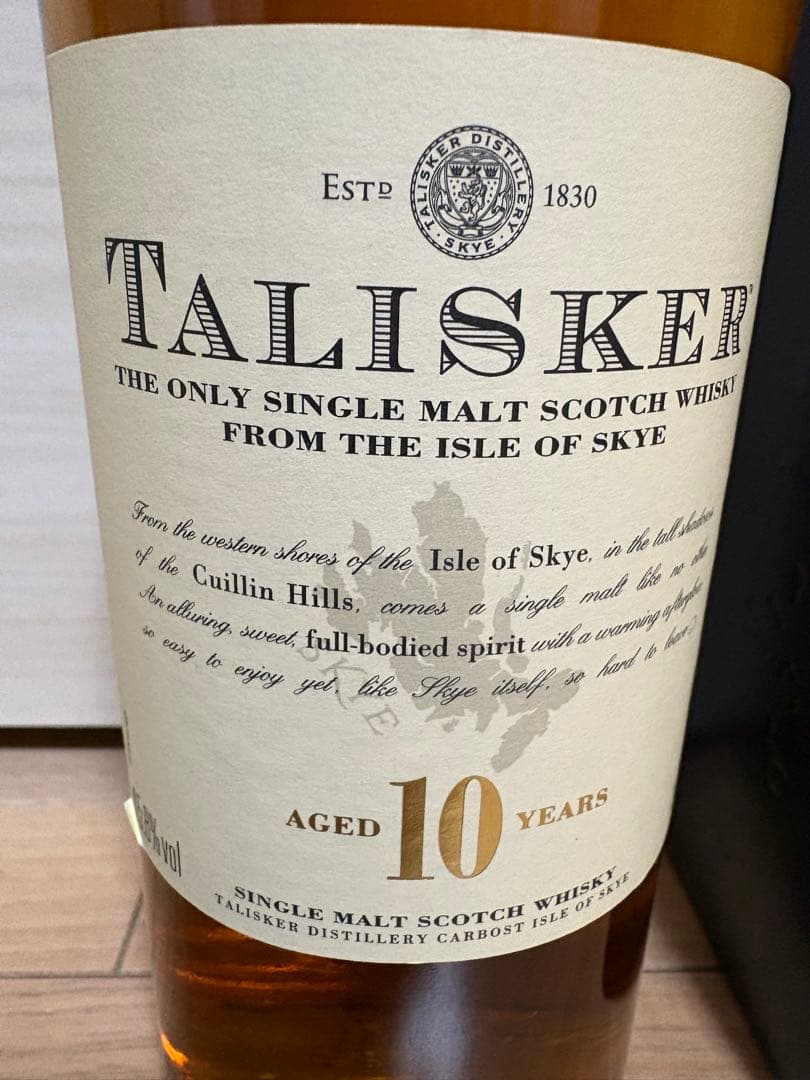 ESTD
TALISKER DISTILLERY
· SKYE ·
1830
TALISKER
THE ONLY SINGLE MALT SCOTCH WHISKY
FROM THE ISLE OF SKYE
From the western shores of the Isle of Skye, in the tall shadows
of the Cuillin Hills, comes a single malt like no other
An alluring, sweet, full-bodied spirit with a warming afterglow
so easy to enjoy yet, like Skye itself, so hard to leave
SKYE
AGED 10 YEARS
5,8% vol
SINGLE MALT SCOTCH WHISKY
TALISKER DISTILLERY CARBOST ISLE OF SKYE